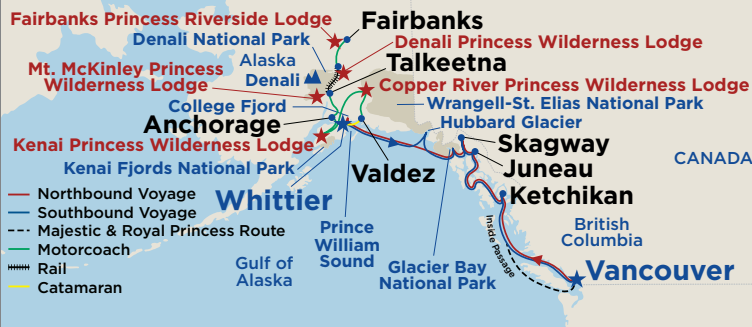 Fairbanks Princess Riverside Lodge
Fairbanks
Denali National Park
Denali Princess Wilderness Lodge
Alaska
Talkeetna
Mt. McKinley Princess
Wilderness Lodge
Denali
Copper River Princess Wilderness Lodge
College Fjord
Wrangell-St. Elias National Park
Anchorage
Hubbard Glacier
Kenai Princess Wilderness Lodge
Skagway
CANADA
Kenai Fjords National Park
Valdez
Juneau
Whittier
Ketchikan
Northbound Voyage
Southbound Voyage
Majestic & Royal Princess Route
Motorcoach
Rail
Catamaran
Prince
William
Sound
Inside Passage
British
Columbia
Gulf of
Alaska
Glacier Bay
National Park
Vancouver